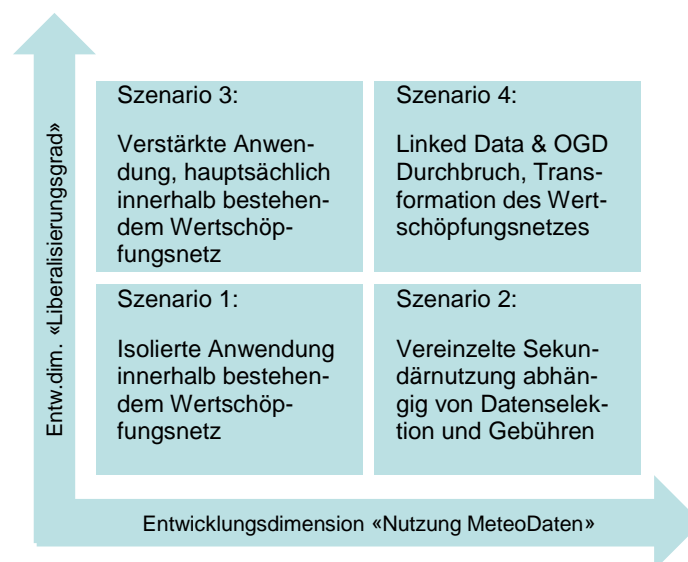 Entw.dim. «Liberalisierungsgrad»
Szenario 3:
Verstärkte Anwen-
dung, hauptsächlich
innerhalb bestehen-
dem Wertschöp-
fungsnetz
Szenario 4:
Linked Data & OGD
Durchbruch, Trans-
formation des Wert-
schöpfungsnetzes
Szenario 1:
Isolierte Anwendung
innerhalb bestehen-
dem Wertschöp-
fungsnetz
Szenario 2:
Vereinzelte Sekun-
därnutzung abhän-
gig von Datenselek-
tion und Gebühren
Entwicklungsdimension «Nutzung MeteoDaten»